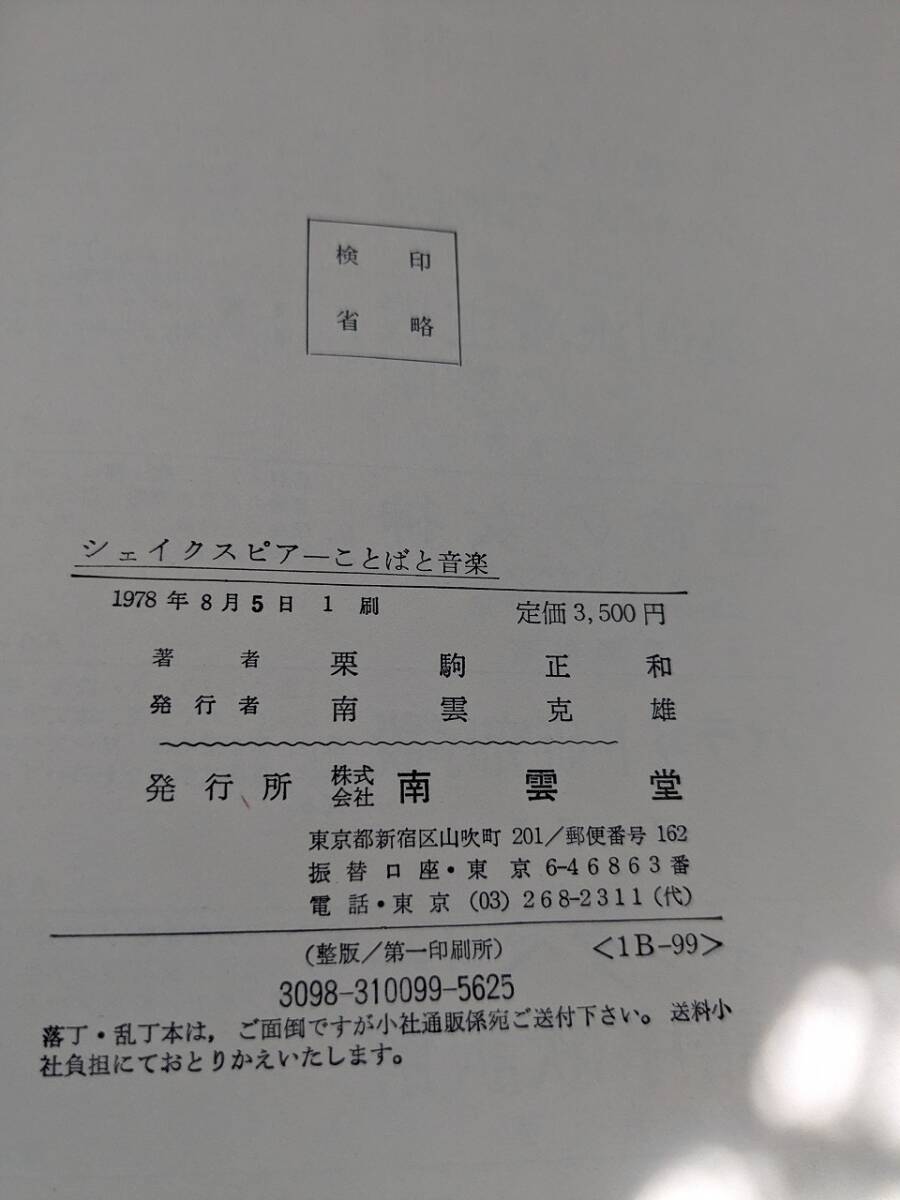 検印
省略
シェイクスピアーことばと音楽
1978年8月5日 1刷 定価3,500円
著者 栗駒正和
発行者 南雲克雄
発行所 株式会社 南雲堂
東京都新宿区山吹町 201/郵便番号 162
振替口座・東京 6-46863番
電話・東京 (03) 268-2311(代)
(整版/第一印刷所) <1B-99>
3098-310099-5625
落丁・乱丁本は,ご面倒ですが小社通販係宛ご送付下さい。送料小
社負担にておとりかえいたします。